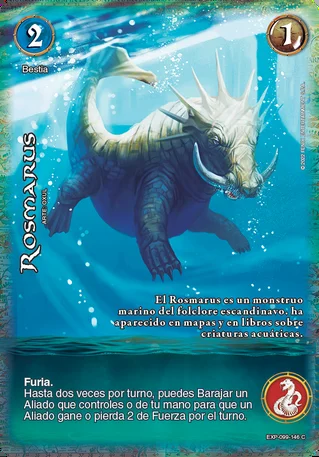 2
1
Bestia
Rosmarus
ARTE: OXUL
El Rosmarus es un monstruo
marino del folclore escandinavo. ha
aparecido en mapas y en libros sobre
criaturas acuáticas.
Furia.
Hasta dos veces por turno, puedes Barajar un
Aliado que controles o de tu mano para que un
Aliado gane o pierda 2 de Fuerza por el turno.
EXP-099-146 C